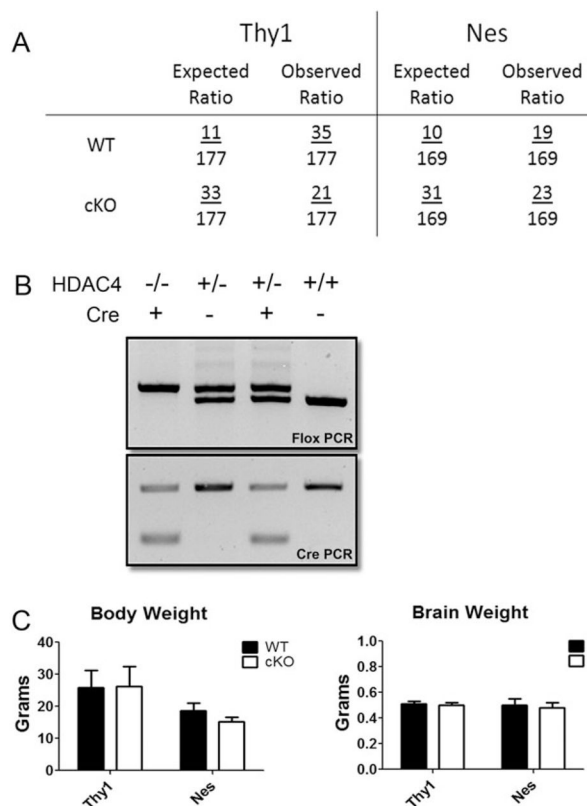 A
Thy1 Nes
Expected Ratio Observed Ratio Expected Ratio Observed Ratio
WT 11/177 35/177 10/169 19/169
cKO 33/177 21/177 31/169 23/169
B
HDAC4 -/- +/- +/- +/+
Cre + - + -
Flox PCR
Cre PCR
C
Body Weight
WT
cKO
Grams
40
30
20
10
0
Thy1 Nes
Brain Weight
Grams
1.0
0.8
0.6
0.4
0.2
0.0
Thy1 Nes